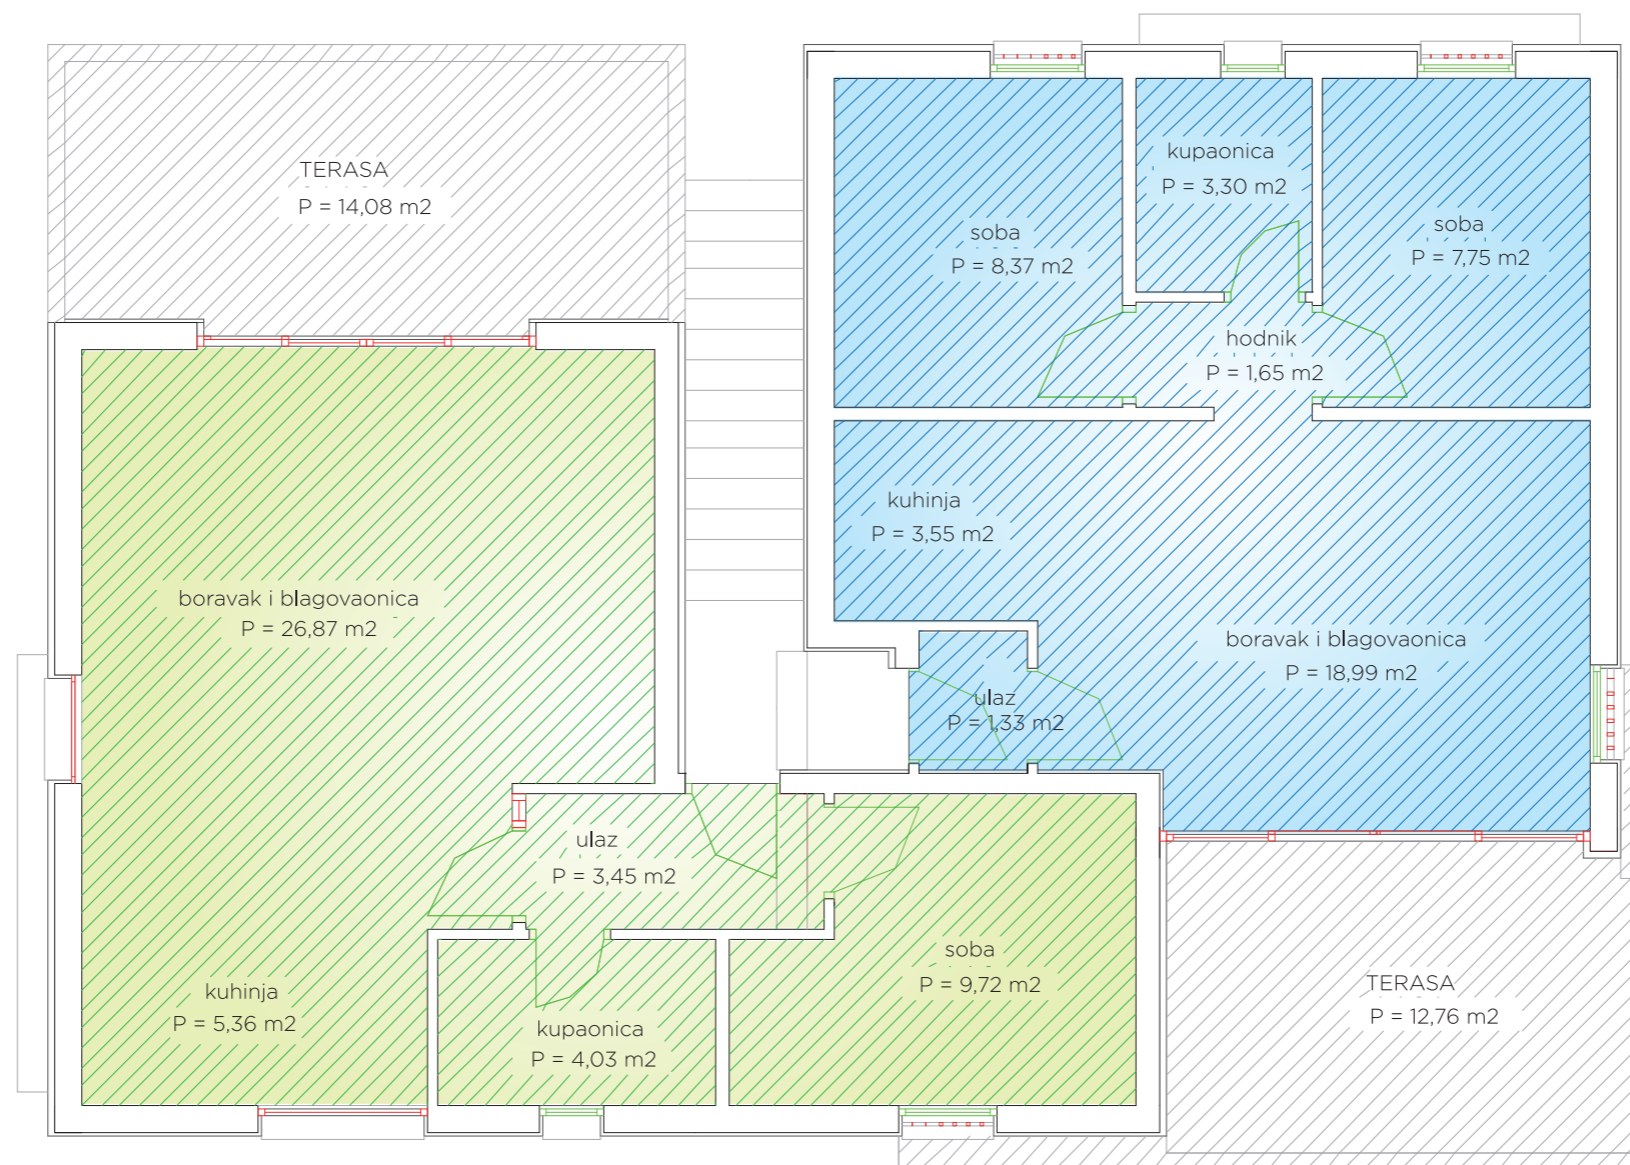 TERASA
P = 14,08 m2
kupaonica
P = 3,30 m2
soba
P = 8,37 m2
soba
P = 7,75 m2
hodnik
P = 1,65 m2
kuhinja
P = 3,55 m2
boravak i blagovaonica
P = 26,87 m2
boravak i blagovaonica
P = 18,99 m2
ulaz
P = 1,33 m2
ulaz
P = 3,45 m2
soba
P = 9,72 m2
kuhinja
P = 5,36 m2
kupaonica
P = 4,03 m2
TERASA
P = 12,76 m2